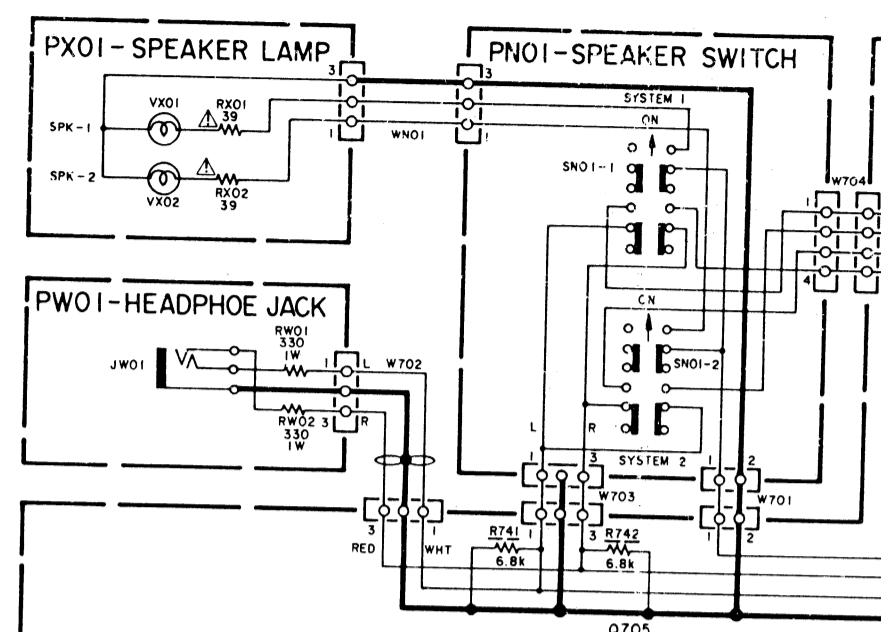 PX01-SPEAKER LAMP
PN01-SPEAKER SWITCH
3
3
VX01
RX01
39
SYSTEM 1
ON
SPK-1
1
WN01
1
SN01-1
SPK-2
RX02
39
VX02
W704
1
4
PW01-HEADPHOE JACK
ON
RW01
330
1W
JW01
1
L
W702
SN01-2
RW02
330
1W
3
R
L
R
1
3
SYSTEM 2
1
2
W703
W701
3
1
1
3
1
2
RED
WHT
R741
6.8k
R742
6.8k
Q705